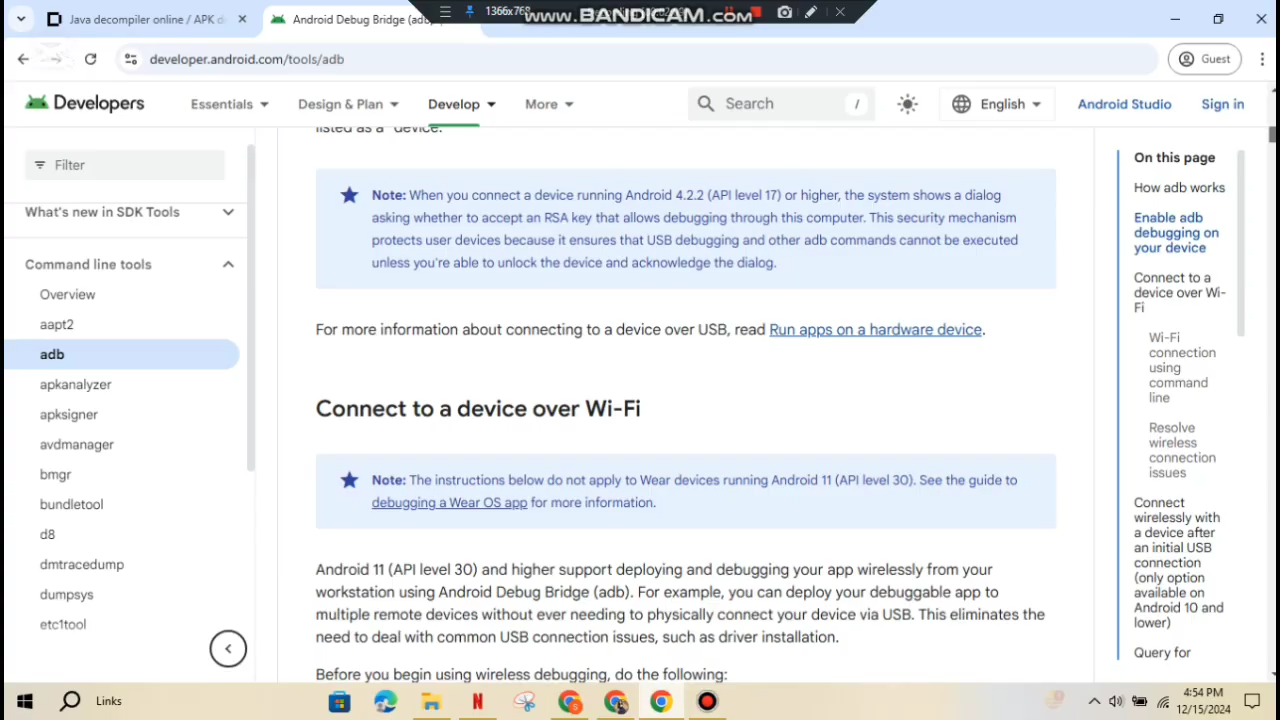 1366x768
www.BANDICAM.com
Java decompiler online / APK d
Android Debug Bridge (adb)
developer.android.com/tools/adb
Guest
Developers
Essentials
Design & Plan
Develop
More
Search
/
English
Android Studio
Sign in
Filter
What's new in SDK Tools
Command line tools
Overview
aapt2
adb
apkanalyzer
apksigner
avdmanager
bmgr
bundletool
d8
dmtracedump
dumpsys
etc1tool
listed as a "device."
Note: When you connect a device running Android 4.2.2 (API level 17) or higher, the system shows a dialog
asking whether to accept an RSA key that allows debugging through this computer. This security mechanism
protects user devices because it ensures that USB debugging and other adb commands cannot be executed
unless you're able to unlock the device and acknowledge the dialog.
For more information about connecting to a device over USB, read Run apps on a hardware device.
Connect to a device over Wi-Fi
Note: The instructions below do not apply to Wear devices running Android 11 (API level 30). See the guide to
debugging a Wear OS app for more information.
Android 11 (API level 30) and higher support deploying and debugging your app wirelessly from your
workstation using Android Debug Bridge (adb). For example, you can deploy your debuggable app to
multiple remote devices without ever needing to physically connect your device via USB. This eliminates the
need to deal with common USB connection issues, such as driver installation.
Before you begin using wireless debugging, do the following:
On this page
How adb works
Enable adb
debugging on
your device
Connect to a
device over Wi-
Fi
Wi-Fi
connection
using
command
line
Resolve
wireless
connection
issues
Connect
wirelessly with
a device after
an initial USB
connection
(only option
available on
Android 10 and
lower)
Query for
Links
4:54 PM
12/15/2024